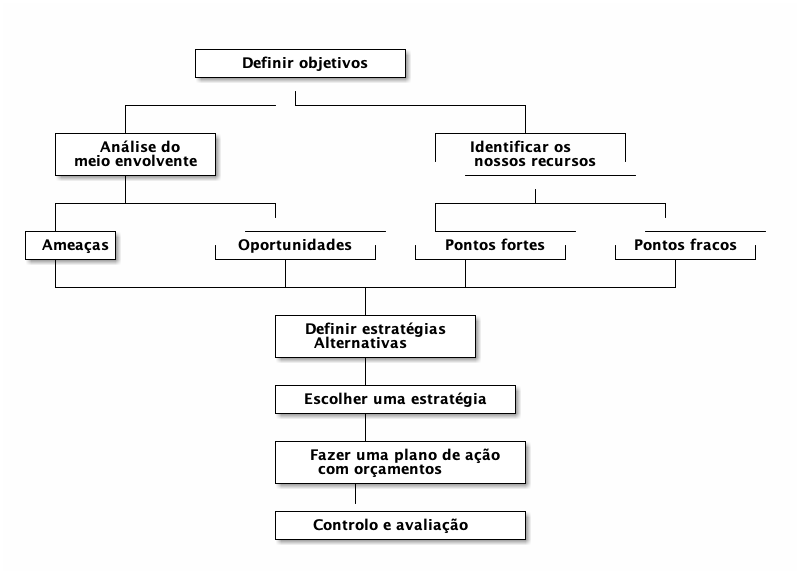 Definir objetivos
Análise do
meio envolvente
Identificar os
nossos recursos
Ameaças
Oportunidades
Pontos fortes
Pontos fracos
Definir estratégias
Alternativas
Escolher uma estratégia
Fazer uma plano de ação
com orçamentos
Controlo e avaliação